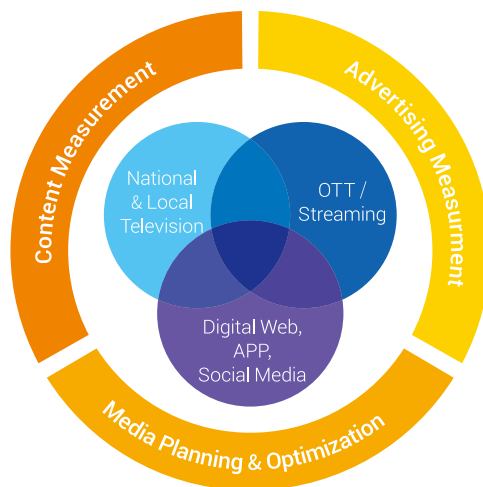 Content Measurement
Advertising Measurment
National
& Local
Television
OTT /
Streaming
Digital Web,
APP,
Social Media
Media Planning & Optimization